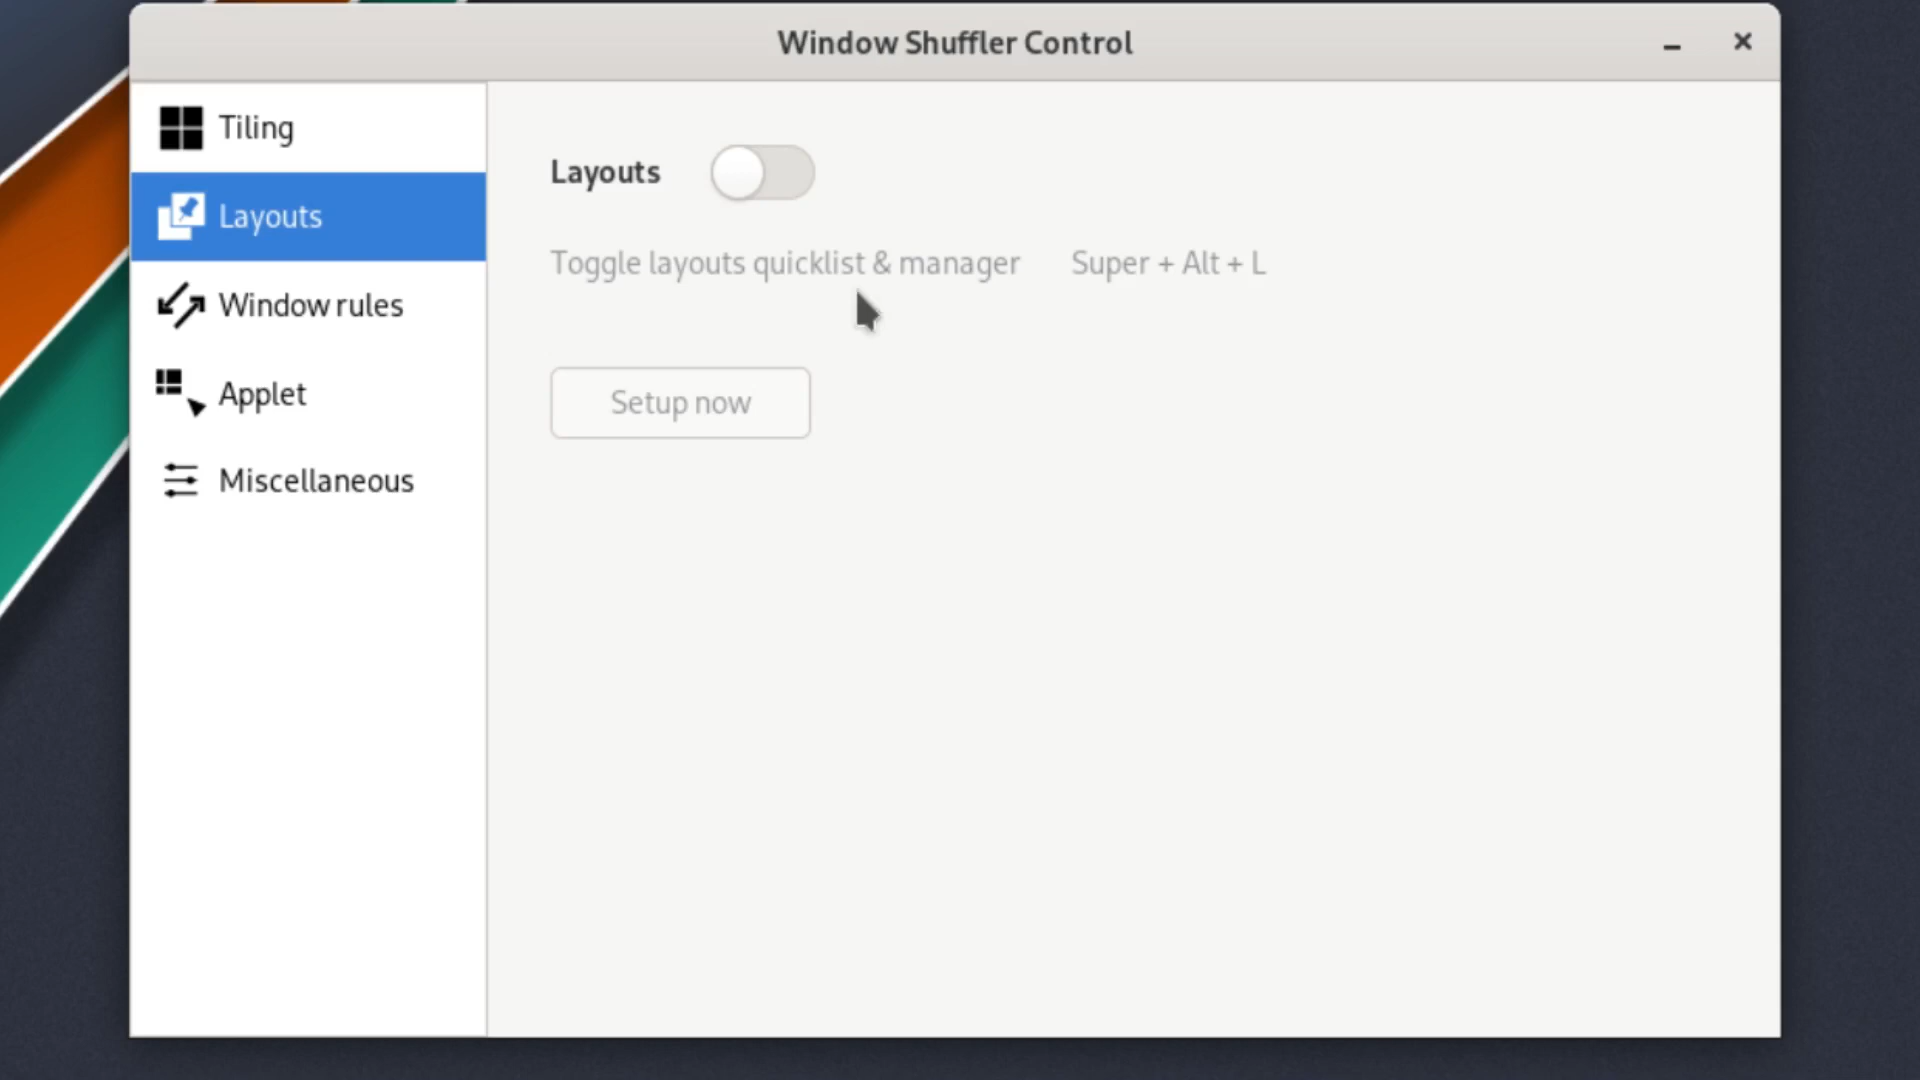 Window Shuffler Control
Tiling
Layouts
Window rules
Applet
Miscellaneous
Layouts
Toggle layouts quicklist & manager Super + Alt + L
Setup now